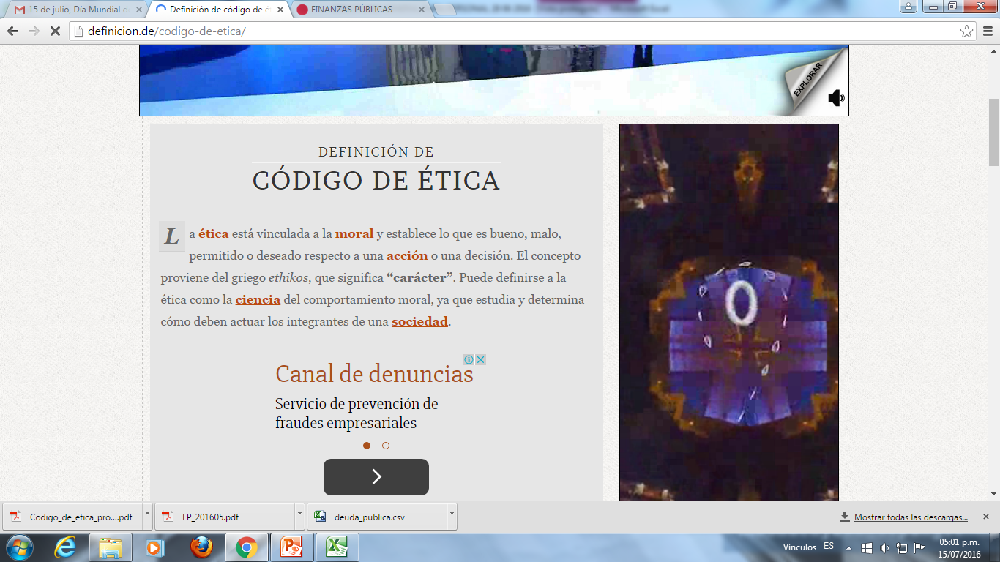 15 de julio, Día Mundial d
Definición de código de é
FINANZAS PÚBLICAS
definicion.de/codigo-de-etica/
EXPLORAR
DEFINICIÓN DE
CÓDIGO DE ÉTICA
La ética está vinculada a la moral y establece lo que es bueno, malo,
permitido o deseado respecto a una acción o una decisión. El concepto
proviene del griego ethikos, que significa “carácter”. Puede definirse a la
ética como la ciencia del comportamiento moral, ya que estudia y determina
cómo deben actuar los integrantes de una sociedad.
Canal de denuncias
Servicio de prevención de
fraudes empresariales
Codigo_de_etica_pro....pdf
FP_201605.pdf
deuda_publica.csv
Mostrar todas las descargas...
Vínculos
ES
05:01 p.m.
15/07/2016